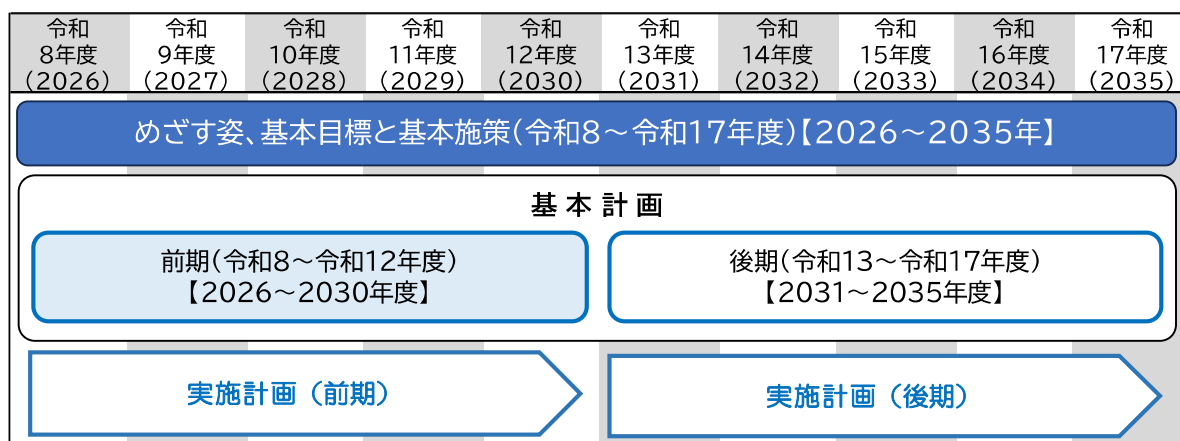 令和 令和 令和 令和 令和 令和 令和 令和 令和 令和
8年度 9年度 10年度 11年度 12年度 13年度 14年度 15年度 16年度 17年度
(2026) (2027) (2028) (2029) (2030) (2031) (2032) (2033) (2034) (2035)
めざす姿、基本目標と基本施策(令和8～令和17年度)【2026～2035年】
基本計画
前期(令和8～令和12年度)
【2026～2030年度】
後期(令和13～令和17年度)
【2031～2035年度】
実施計画（前期）
実施計画（後期）